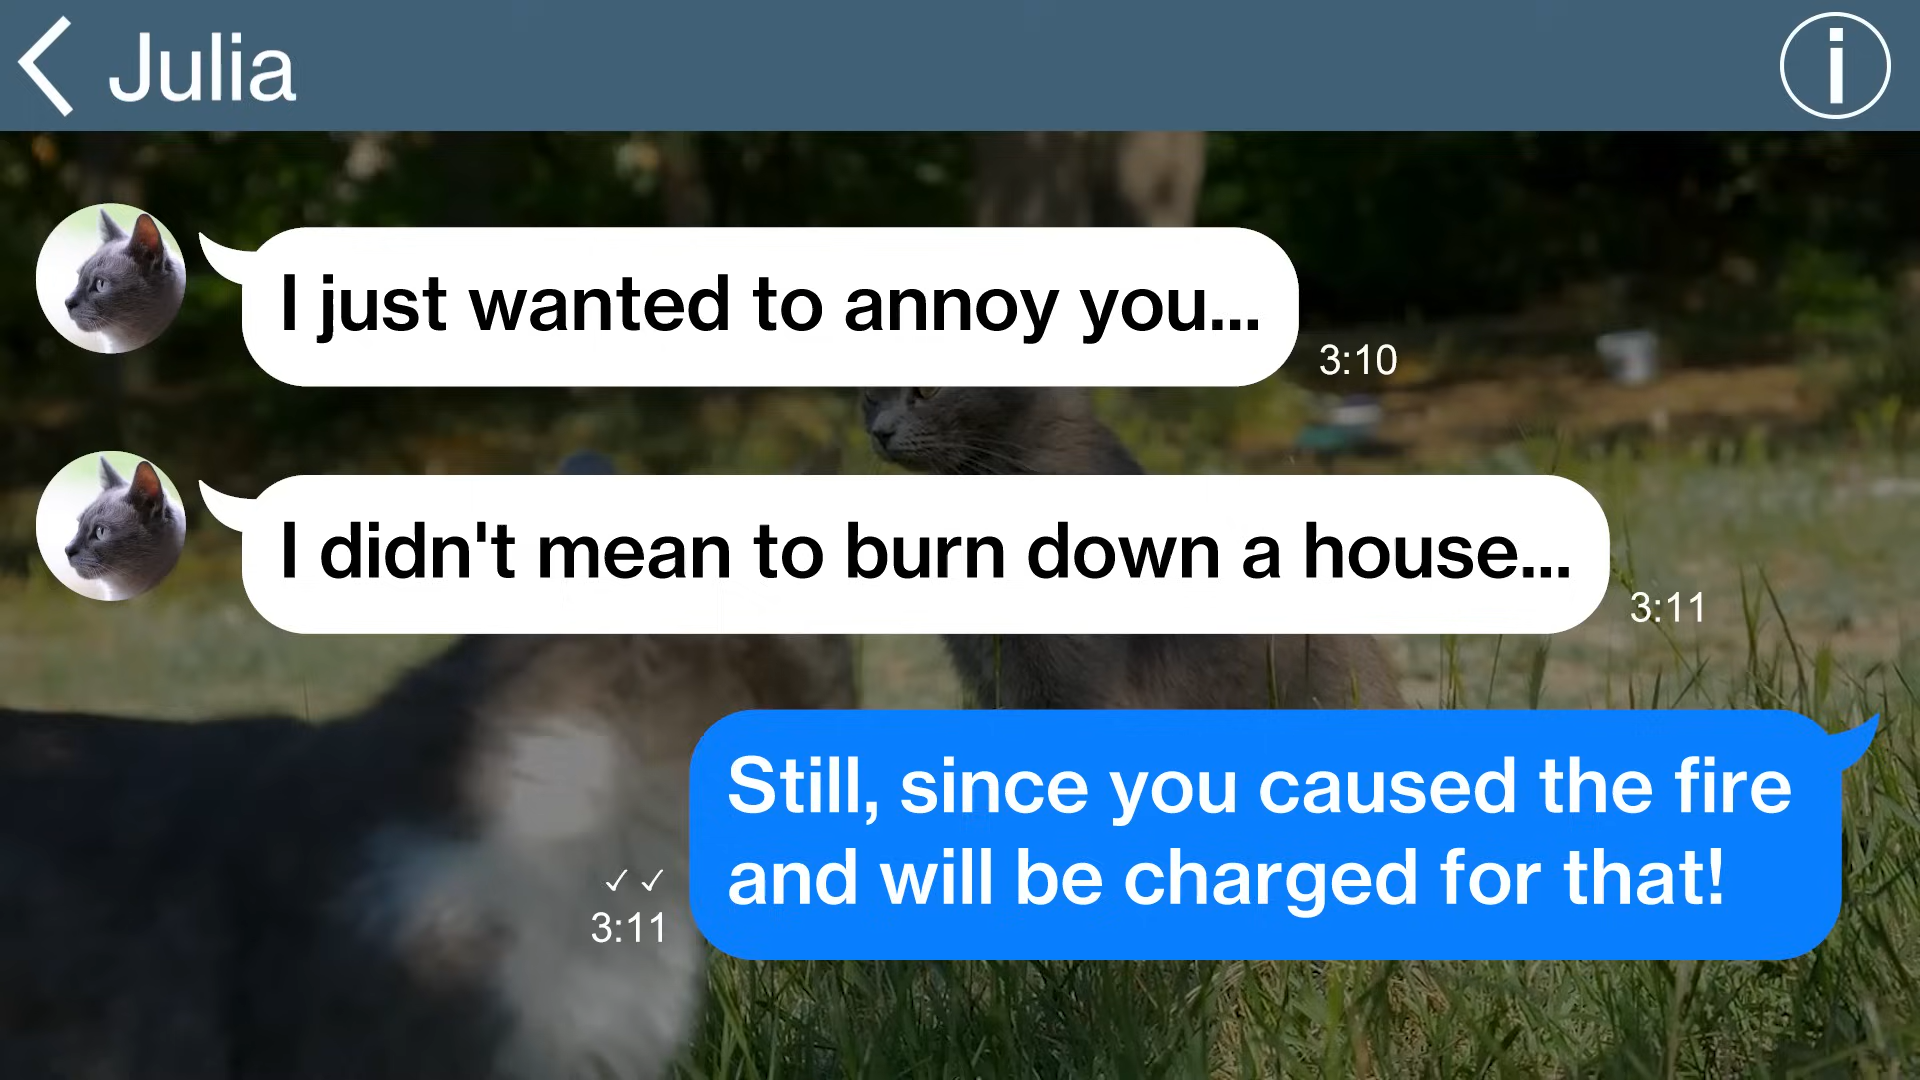 Julia
I just wanted to annoy you...
3:10
I didn't mean to burn down a house...
3:11
Still, since you caused the fire
and will be charged for that!
3:11